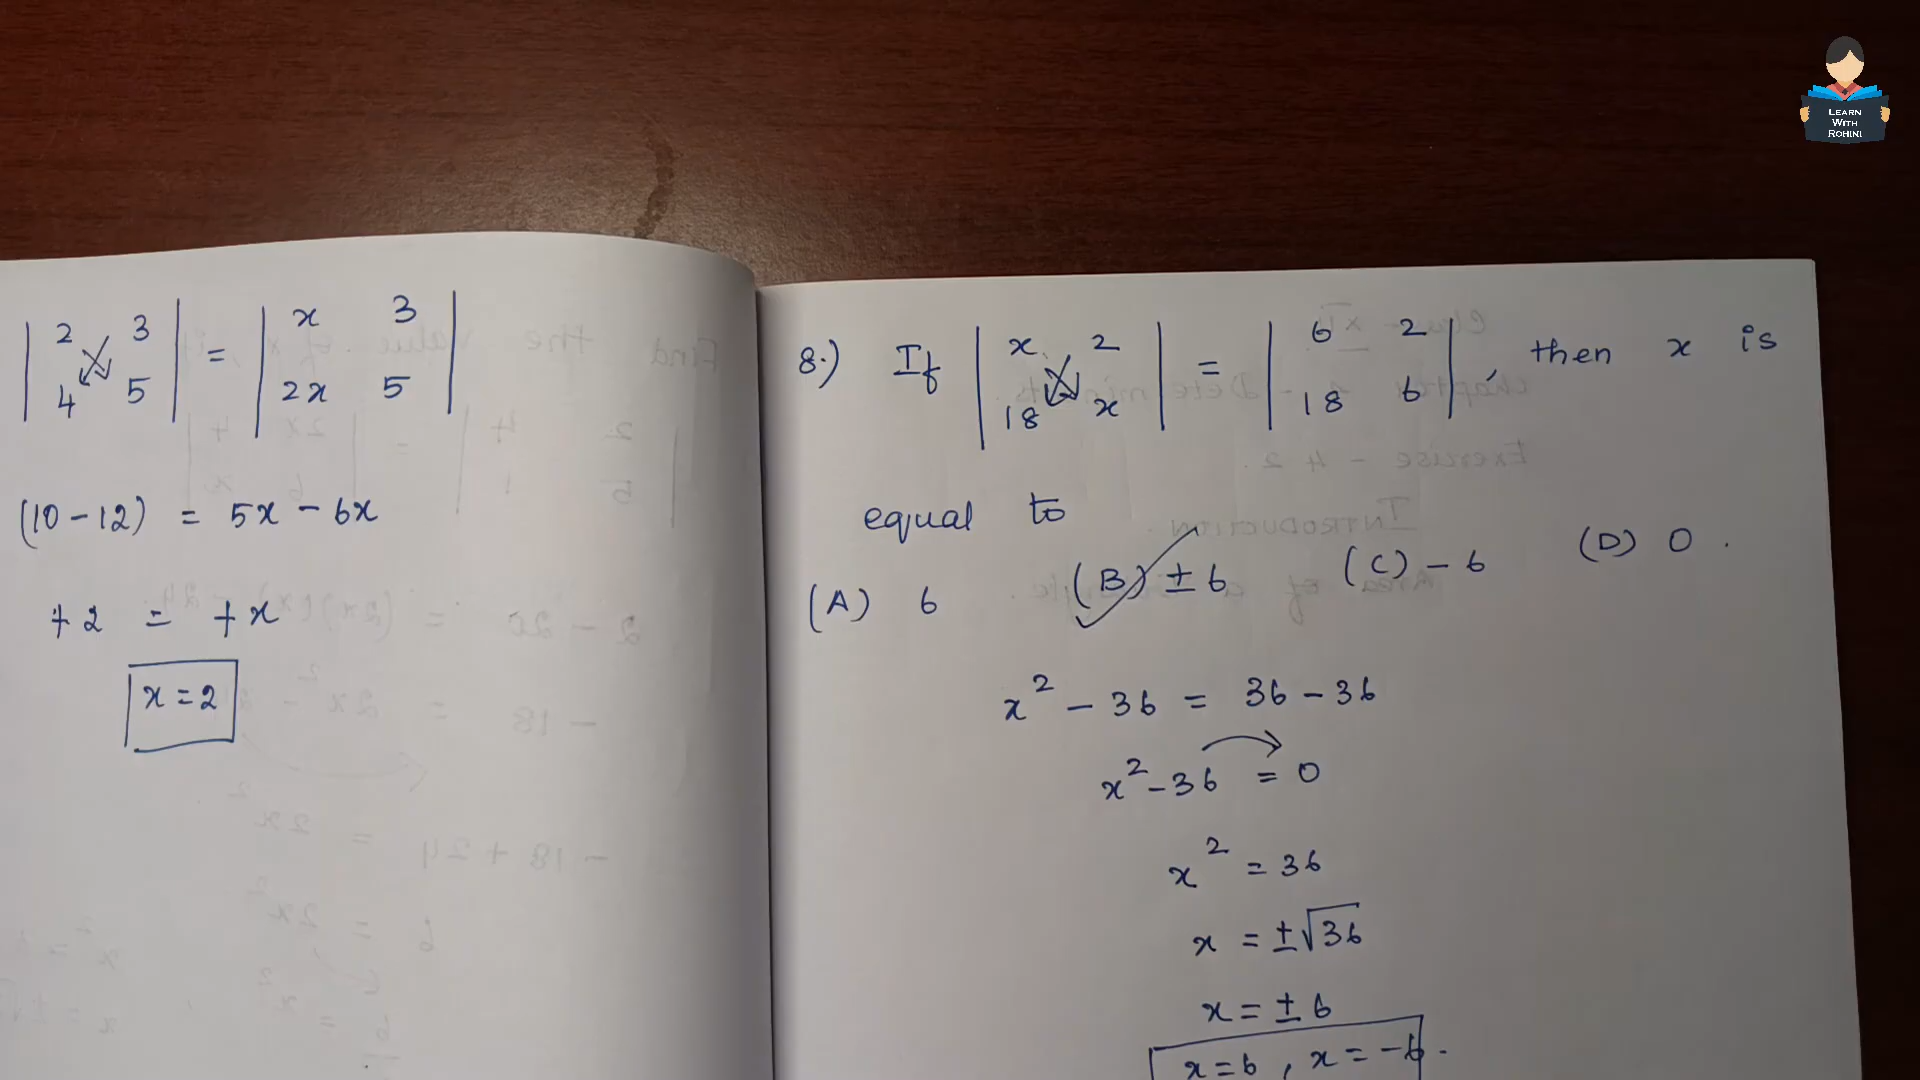 LEARN
WITH
ROHINI
| 2 3 | = | x 3 |
| 4 5 | | 2x 5 |
(10 - 12) = 5x - 6x
+ 2 = + x
x = 2
8.) If | x 2 | = | 6 2 |, then x is
| 18 x | | 18 6 |
equal to
(A) 6 (B) ± 6 (C) - 6 (D) 0 .
x² - 36 = 36 - 36
x² - 36 = 0
x² = 36
x = ±√36
x = ± 6
x = 6 , x = -6 .